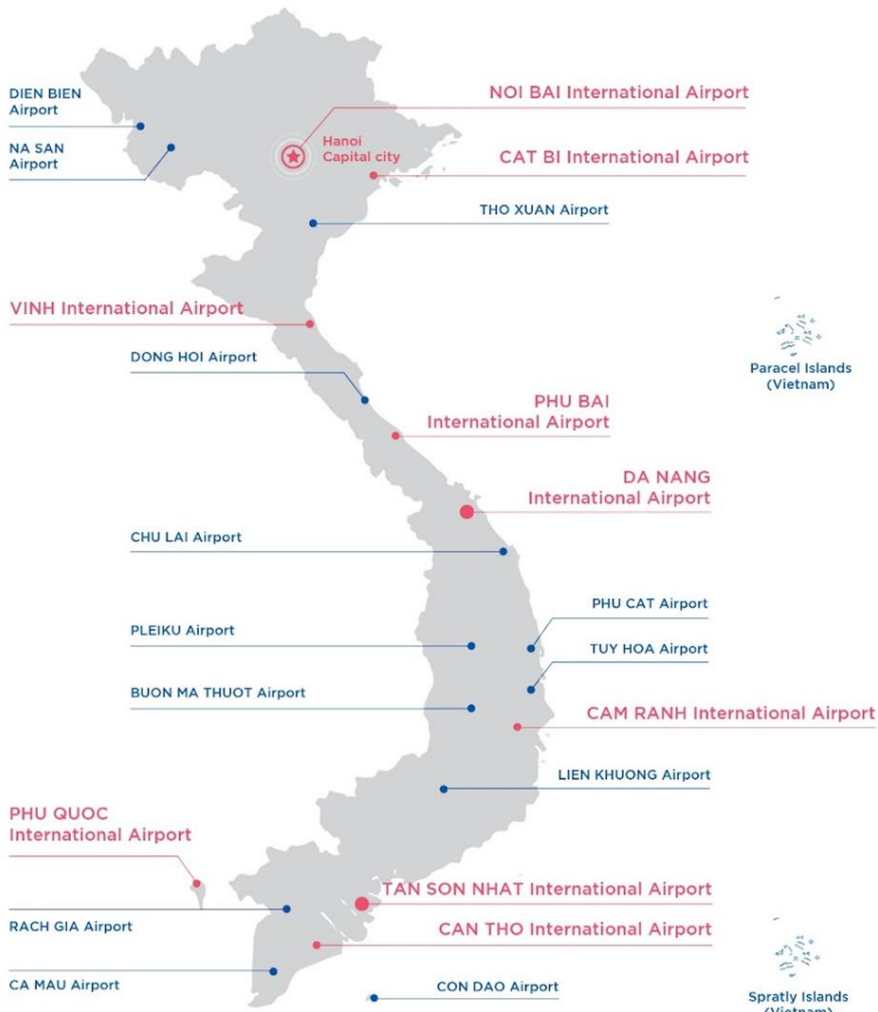 DIEN BIEN
Airport
NOI BAI International Airport
NA SAN
Airport
Hanoi
Capital city
CAT BI International Airport
THO XUAN Airport
VINH International Airport
DONG HOI Airport
Paracel Islands
(Vietnam)
PHU BAI
International Airport
DA NANG
International Airport
CHU LAI Airport
PHU CAT Airport
PLEIKU Airport
TUY HOA Airport
BUON MA THUOT Airport
CAM RANH International Airport
LIEN KHUONG Airport
PHU QUOC
International Airport
TAN SON NHAT International Airport
RACH GIA Airport
CAN THO International Airport
CA MAU Airport
CON DAO Airport
Spratly Islands
(Vietnam)